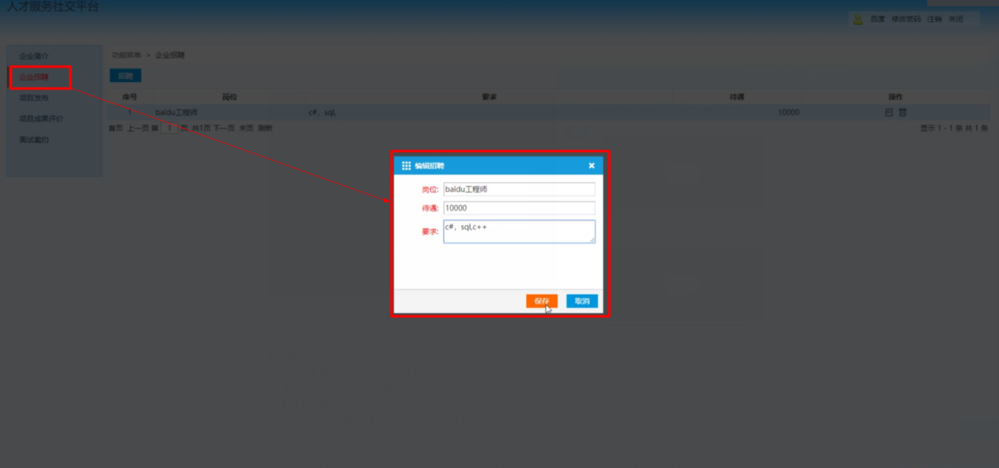 人才服务社交平台
百度 修改密码 注销 关闭
企业简介
企业招聘
项目发布
项目成果评价
面试邀约
功能菜单 > 企业招聘
招聘
序号 岗位 要求 待遇 操作
1 baidu工程师 c#，sql, 10000
首页 上一页 第 1 页 共1页 下一页 末页 刷新 显示 1 - 1 条 共 1 条
编辑招聘
岗位: baidu工程师
待遇: 10000
要求: c#，sql,c++
保存 取消